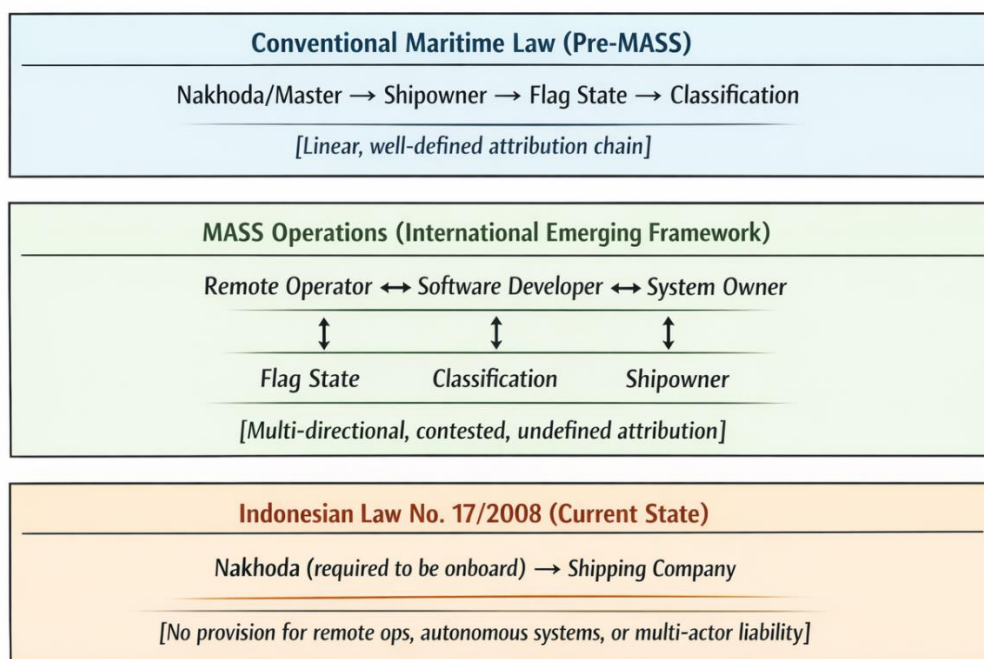 Conventional Maritime Law (Pre-MASS)
Nakhoda/Master → Shipowner → Flag State → Classification
[Linear, well-defined attribution chain]
MASS Operations (International Emerging Framework)
Remote Operator ↔ Software Developer ↔ System Owner
↕ ↕ ↕
Flag State Classification Shipowner
[Multi-directional, contested, undefined attribution]
Indonesian Law No. 17/2008 (Current State)
Nakhoda (required to be onboard) → Shipping Company
[No provision for remote ops, autonomous systems, or multi-actor liability]